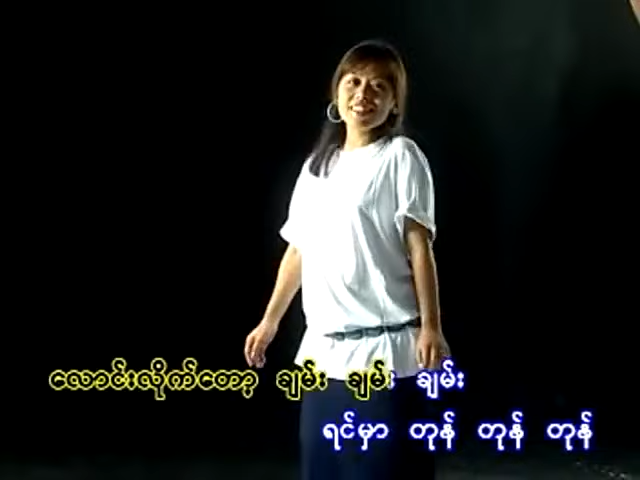 လောင်းလိုက်တော့ ချမ်း ချမ်း ချမ်း
ရင်မှာ တုန် တုန် တုန်